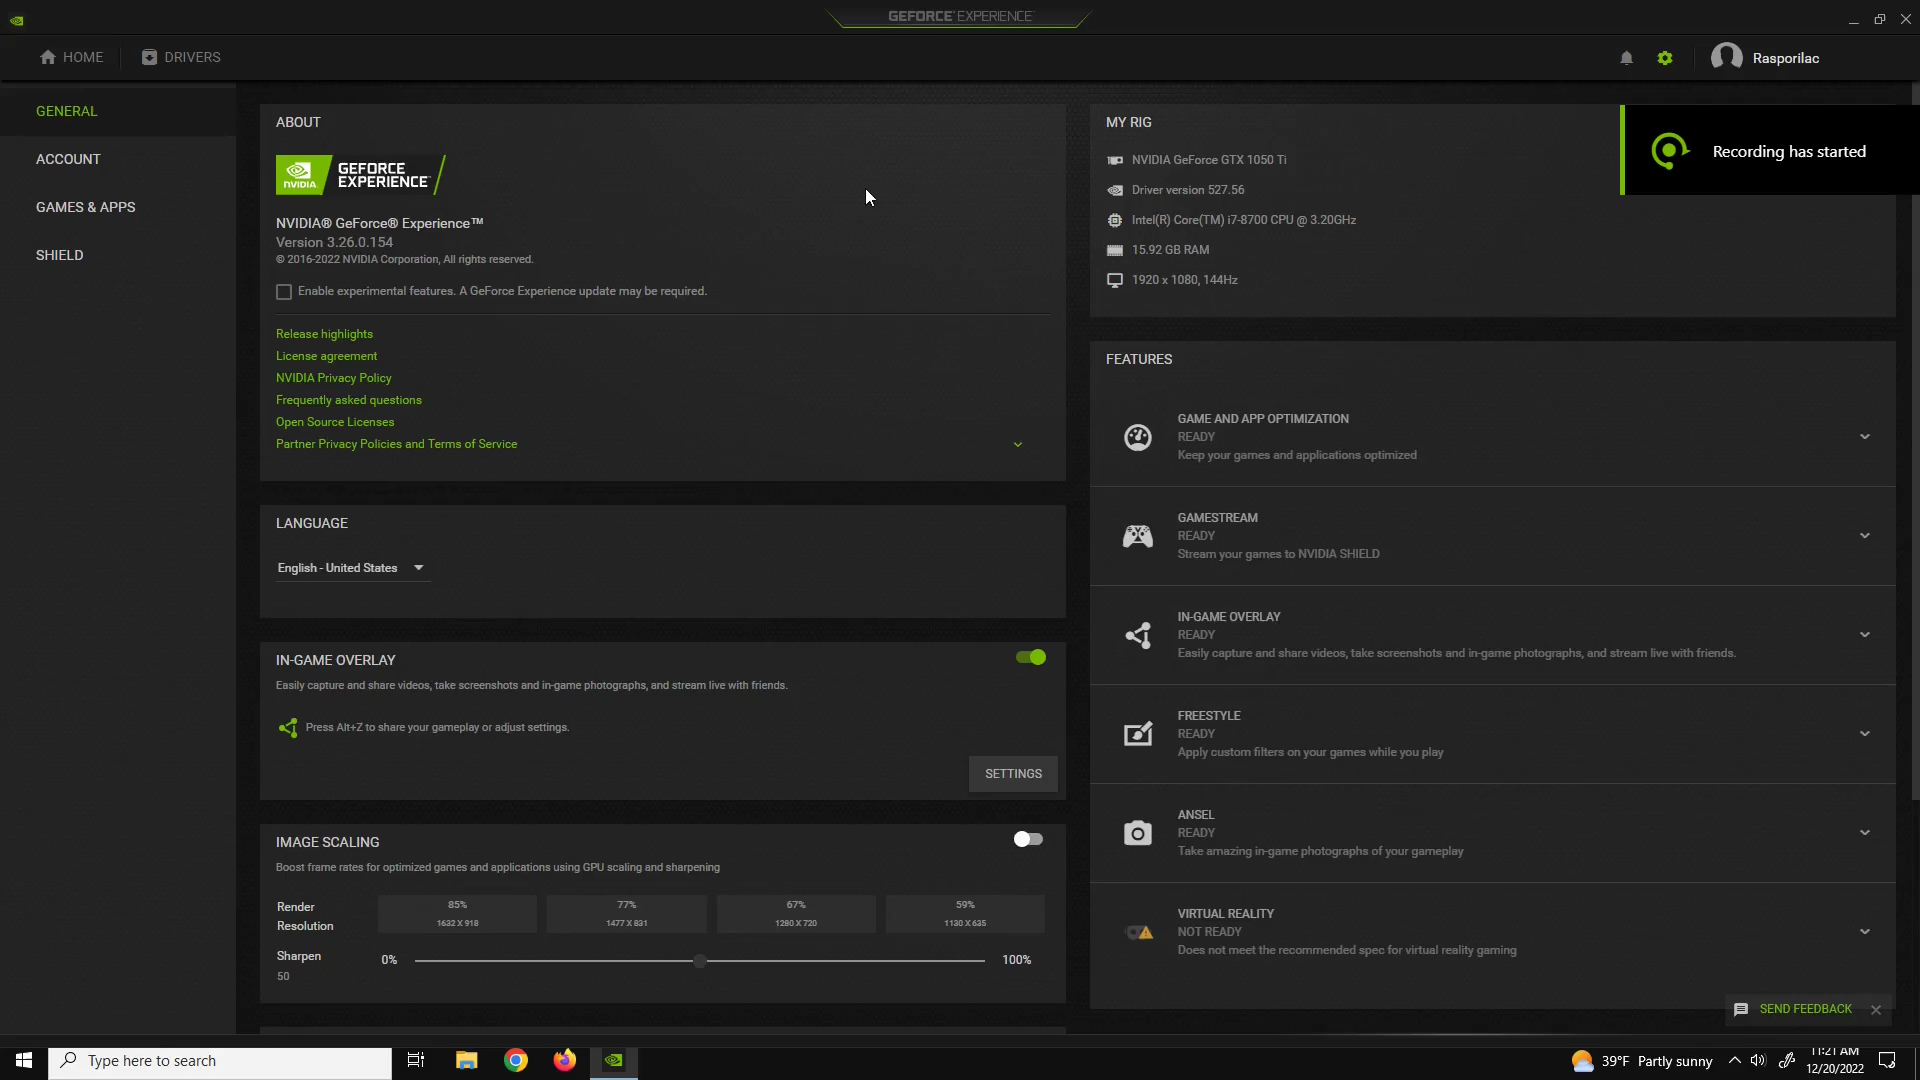 GEFORCE EXPERIENCE
HOME
DRIVERS
Rasporilac
GENERAL
ACCOUNT
GAMES & APPS
SHIELD
ABOUT
NVIDIA. GEFORCE
EXPERIENCE
NVIDIA® GeForce® Experience™
Version 3.26.0.154
© 2016-2022 NVIDIA Corporation, All rights reserved.
Enable experimental features. A GeForce Experience update may be required.
Release highlights
License agreement
NVIDIA Privacy Policy
Frequently asked questions
Open Source Licenses
Partner Privacy Policies and Terms of Service
LANGUAGE
English - United States
IN-GAME OVERLAY
Easily capture and share videos, take screenshots and in-game photographs, and stream live with friends.
Press Alt+Z to share your gameplay or adjust settings.
SETTINGS
IMAGE SCALING
Boost frame rates for optimized games and applications using GPU scaling and sharpening
Render
Resolution
85%
1632 X 918
77%
1477 X 831
67%
1280 X 720
59%
1130 X 635
Sharpen
50
0%
100%
MY RIG
NVIDIA GeForce GTX 1050 Ti
Driver version 527.56
Intel(R) Core(TM) i7-8700 CPU @ 3.20GHz
15.92 GB RAM
1920 x 1080, 144Hz
Recording has started
FEATURES
GAME AND APP OPTIMIZATION
READY
Keep your games and applications optimized
GAMESTREAM
READY
Stream your games to NVIDIA SHIELD
IN-GAME OVERLAY
READY
Easily capture and share videos, take screenshots and in-game photographs, and stream live with friends.
FREESTYLE
READY
Apply custom filters on your games while you play
ANSEL
READY
Take amazing in-game photographs of your gameplay
VIRTUAL REALITY
NOT READY
Does not meet the recommended spec for virtual reality gaming
SEND FEEDBACK
Type here to search
39°F Partly sunny
11:21 AM
12/20/2022